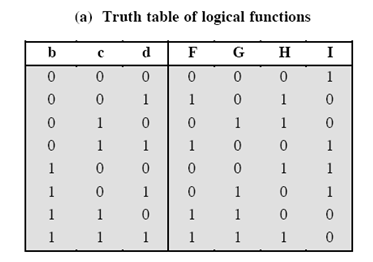 (a) Truth table of logical functions
b c d F G H I
0 0 0 0 0 0 1
0 0 1 1 0 1 0
0 1 0 0 1 1 0
0 1 1 1 0 0 1
1 0 0 0 0 1 1
1 0 1 0 1 0 1
1 1 0 1 1 0 0
1 1 1 1 1 1 0